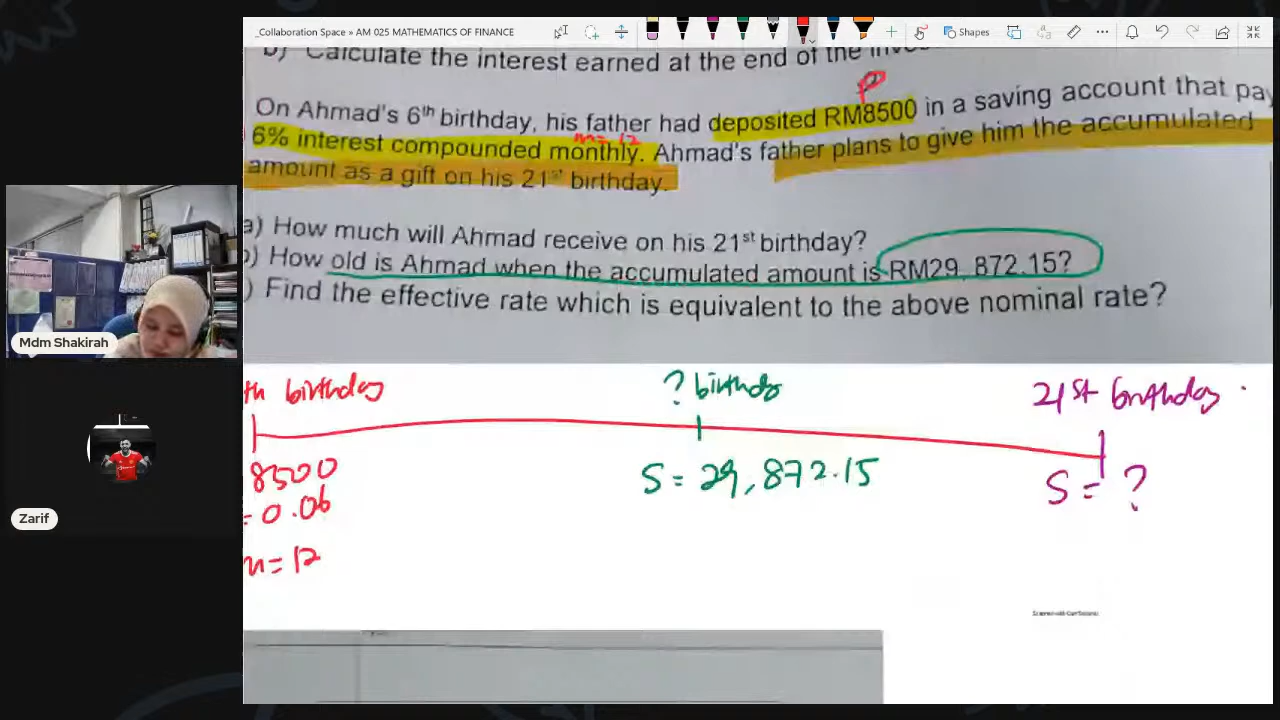 _Collaboration Space » AM 025 MATHEMATICS OF FINANCE
Shapes
b) Calculate the interest earned at the end of the
P
On Ahmad's 6th birthday, his father had deposited RM8500 in a saving account that pay
m = 12
6% interest compounded monthly. Ahmad's father plans to give him the accumulated
amount as a gift on his 21st birthday.
a) How much will Ahmad receive on his 21st birthday?
) How old is Ahmad when the accumulated amount is RM29, 872.15?
) Find the effective rate which is equivalent to the above nominal rate?
th birthday
? birthday
21st birthday
8500
S = 29,872.15
S = ?
= 0.06
m = 12
Mdm Shakirah
Zarif